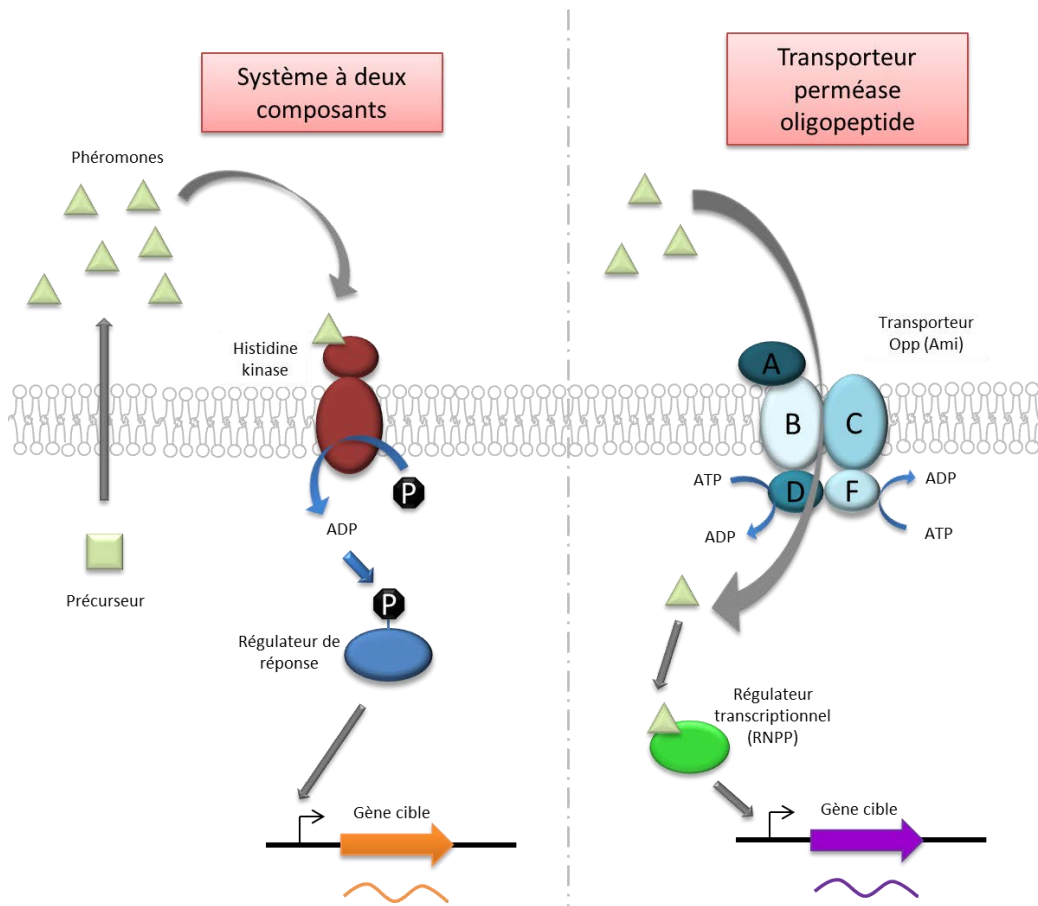 Système à deux
composants
Phéromones
Histidine
kinase
P
ADP
Précurseur
P
Régulateur de
réponse
Gène cible
Transporteur
perméase
oligopeptide
Transporteur
Opp (Ami)
A
B
C
D
F
ATP
ADP
ADP
ATP
Régulateur
transcriptionnel
(RNPP)
Gène cible